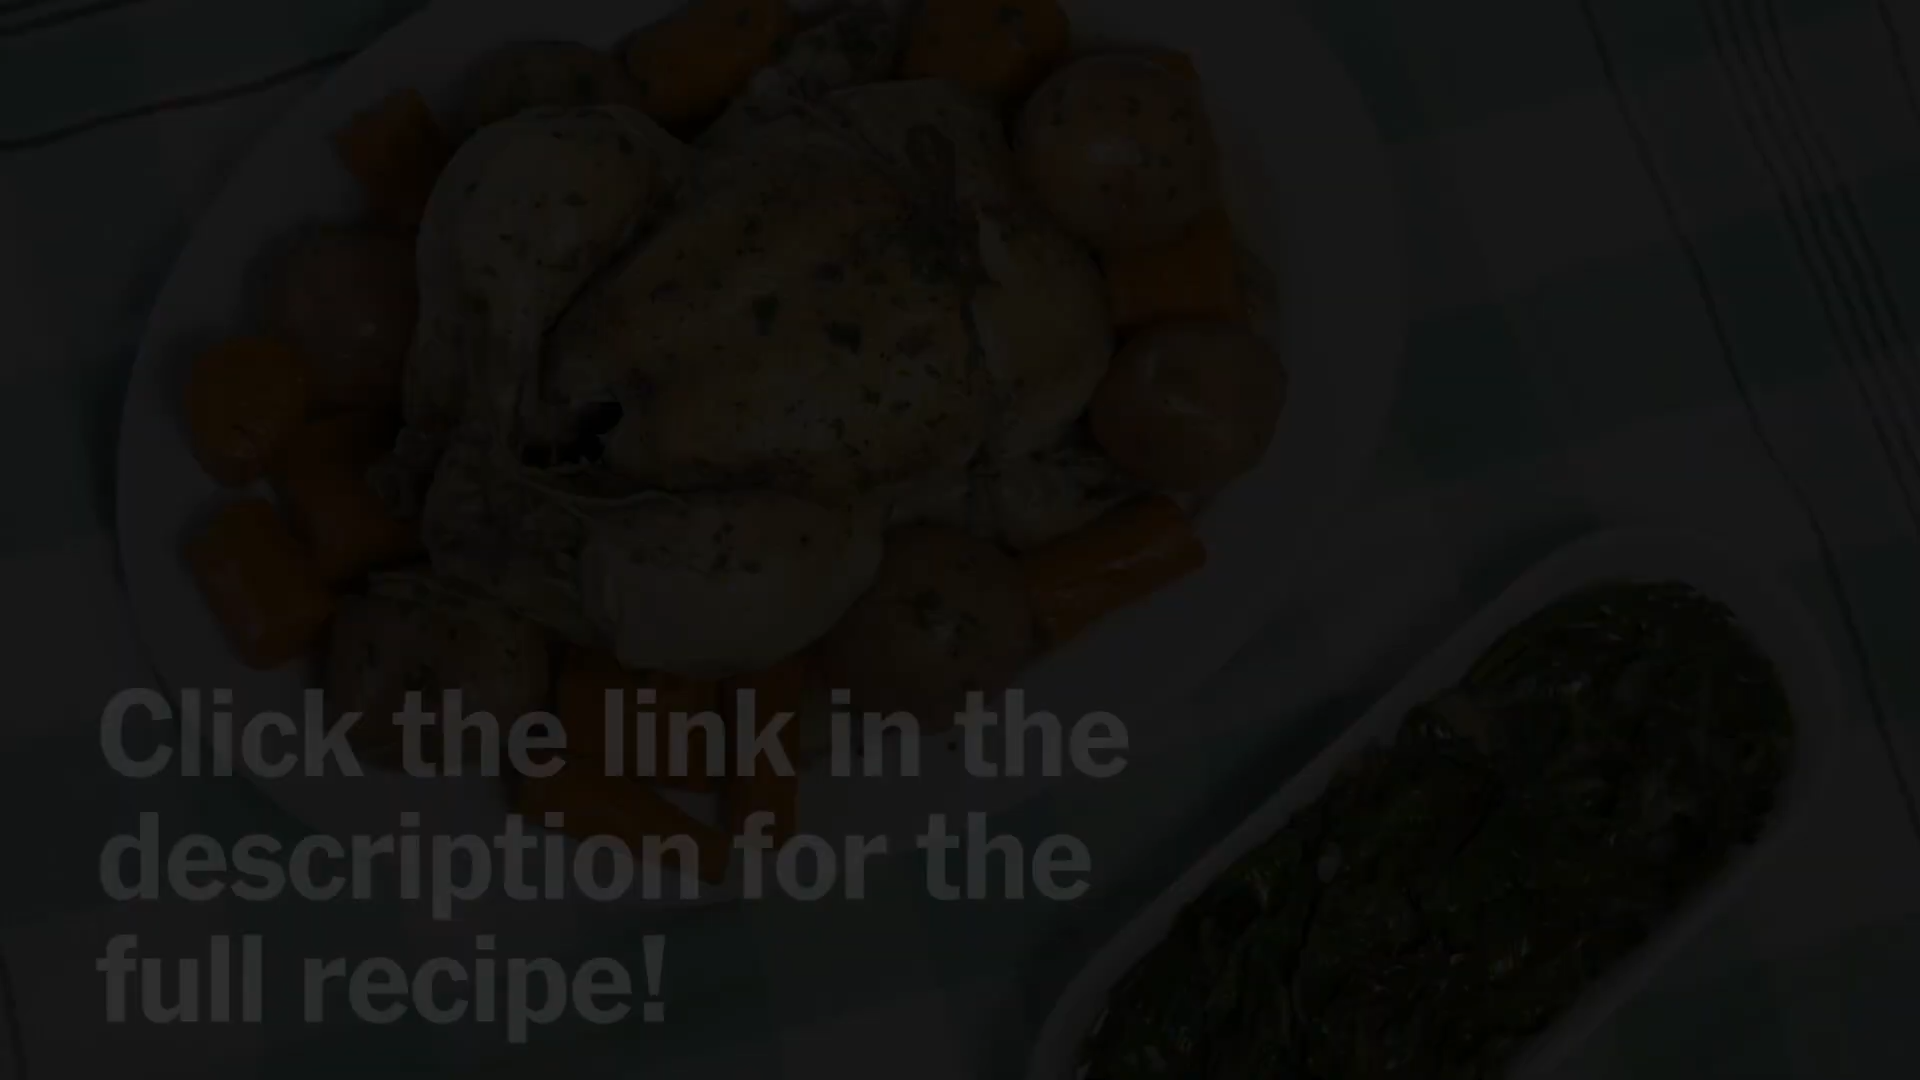 Click the link in the
description for the
full recipe!